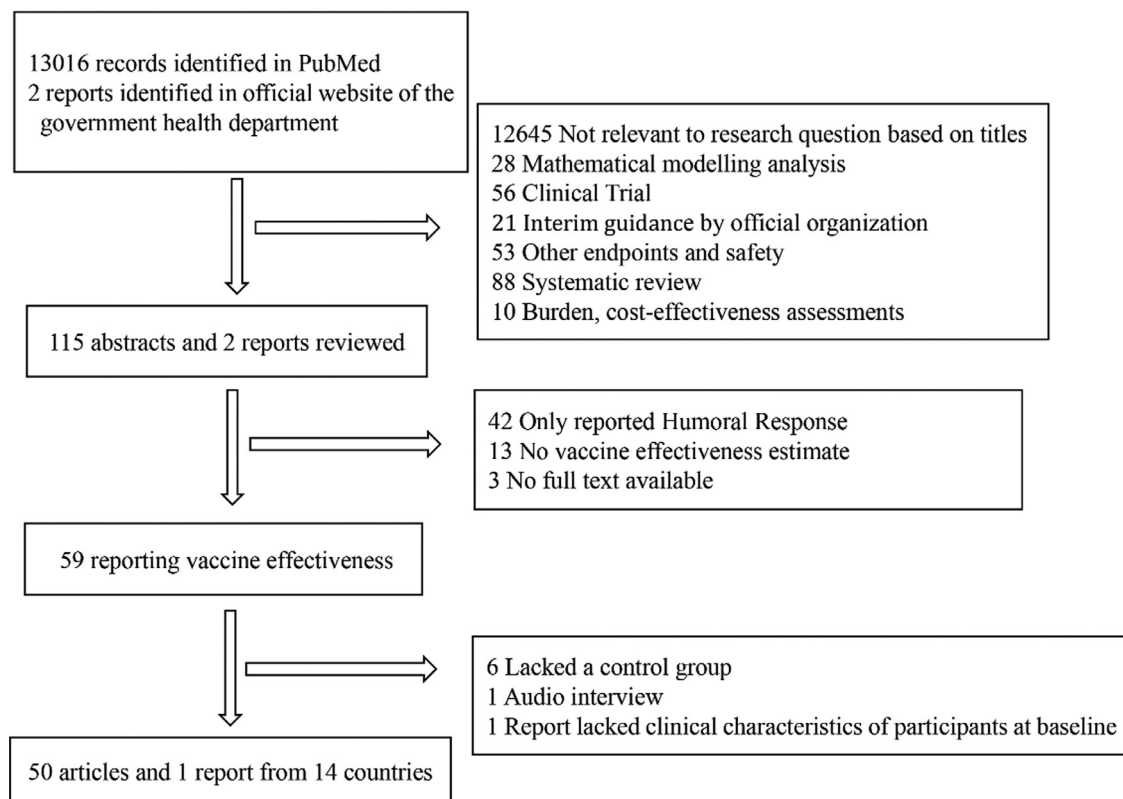 13016 records identified in PubMed
2 reports identified in official website of the
government health department
12645 Not relevant to research question based on titles
28 Mathematical modelling analysis
56 Clinical Trial
21 Interim guidance by official organization
53 Other endpoints and safety
88 Systematic review
10 Burden, cost-effectiveness assessments
115 abstracts and 2 reports reviewed
42 Only reported Humoral Response
13 No vaccine effectiveness estimate
3 No full text available
59 reporting vaccine effectiveness
6 Lacked a control group
1 Audio interview
1 Report lacked clinical characteristics of participants at baseline
50 articles and 1 report from 14 countries